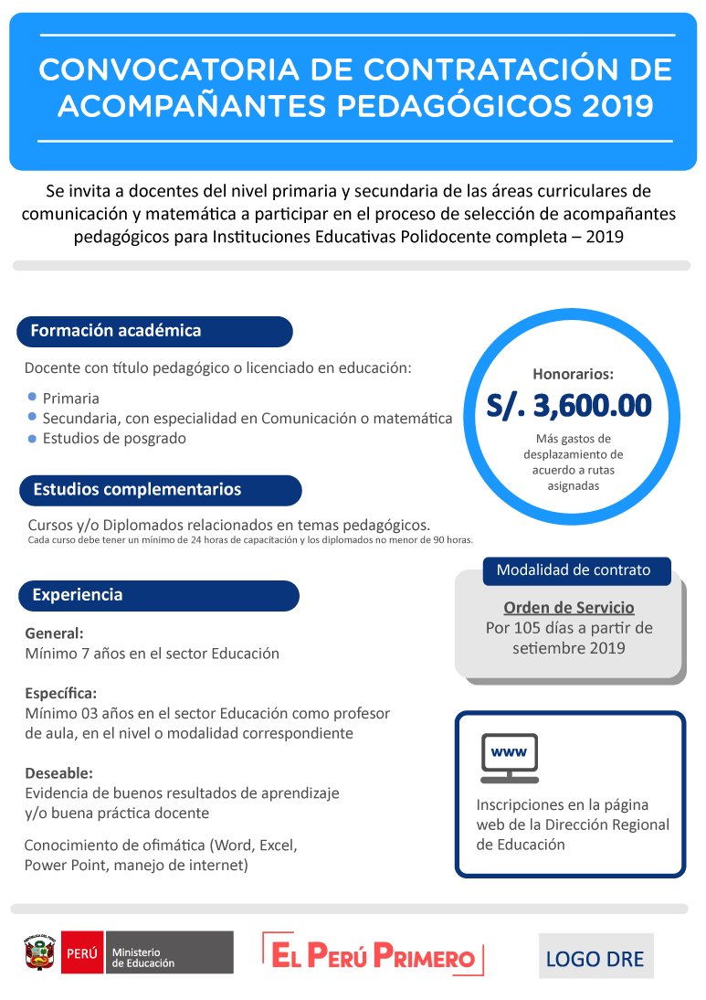 CONVOCATORIA DE CONTRATACIÓN DE
ACOMPAÑANTES PEDAGÓGICOS 2019
Se invita a docentes del nivel primaria y secundaria de las áreas curriculares de
comunicación y matemática a participar en el proceso de selección de acompañantes
pedagógicos para Instituciones Educativas Polidocente completa – 2019
Formación académica
Docente con título pedagógico o licenciado en educación:
Primaria
Secundaria, con especialidad en Comunicación o matemática
Estudios de posgrado
Honorarios:
S/. 3,600.00
Más gastos de
desplazamiento de
acuerdo a rutas
asignadas
Estudios complementarios
Cursos y/o Diplomados relacionados en temas pedagógicos.
Cada curso debe tener un mínimo de 24 horas de capacitación y los diplomados no menor de 90 horas.
Modalidad de contrato
Orden de Servicio
Por 105 días a partir de
setiembre 2019
Experiencia
General:
Mínimo 7 años en el sector Educación
Específica:
Mínimo 03 años en el sector Educación como profesor
de aula, en el nivel o modalidad correspondiente
Deseable:
Evidencia de buenos resultados de aprendizaje
y/o buena práctica docente
Conocimiento de ofimática (Word, Excel,
Power Point, manejo de internet)
www
Inscripciones en la página
web de la Dirección Regional
de Educación
REPÚBLICA DEL PERÚ
PERÚ
Ministerio
de Educación
EL PERÚ PRIMERO
LOGO DRE